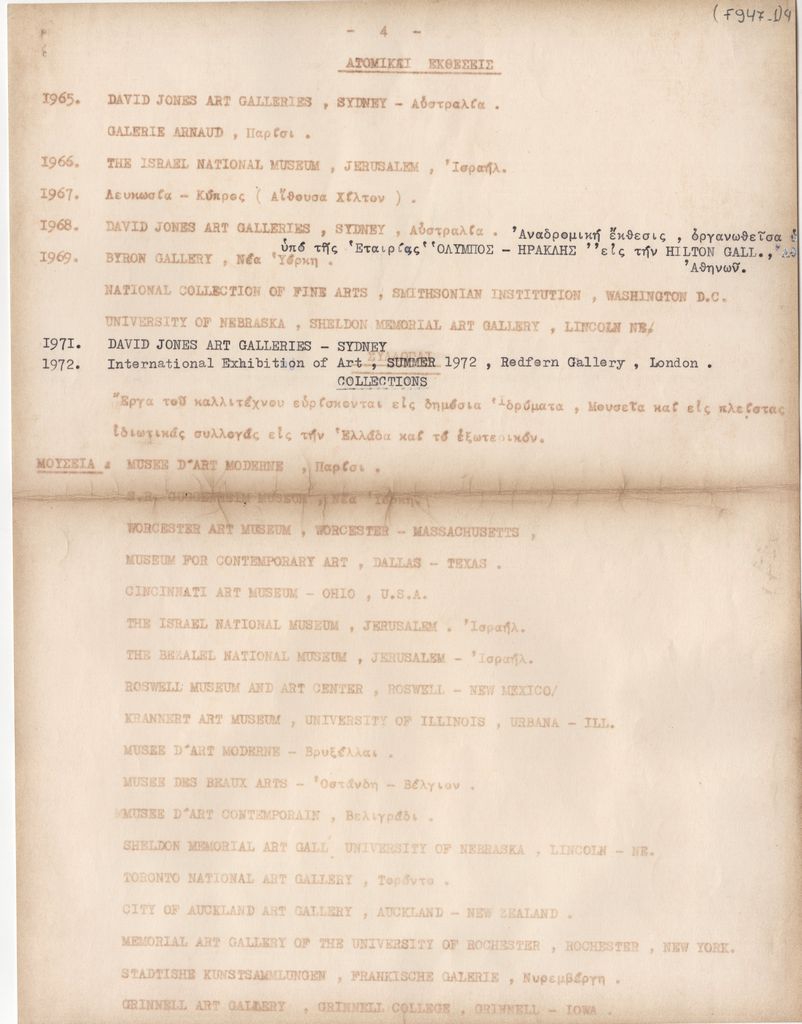 (F947-1)4
- 4 -
ΑΤΟΜΙΚΑΙ ΕΚΘΕΣΕΙΣ
1965. DAVID JONES ART GALLERIES , SYDNEY - Αὐστραλία .
GALERIE ARNAUD , Παρίσι .
1966. THE ISRAEL NATIONAL MUSEUM , JERUSALEM , Ἰσραήλ.
1967. Λευκωσία - Κύπρος ( Αἴθουσα Χίλτον ) .
1968. DAVID JONES ART GALLERIES , SYDNEY , Αὐστραλία . Ἀναδρομική ἔκθεσις , ὀργανωθεῖσα
ὑπό τῆς Ἑταιρίας ''ΟΛΥΜΠΟΣ - ΗΡΑΚΛΗΣ ''εἰς τήν HILTON GALL.,
1969. BYRON GALLERY , Νέα Ὑόρκη . Ἀθηνῶν.
NATIONAL COLLECTION OF FINE ARTS , SMITHSONIAN INSTITUTION , WASHINGTON D.C.
UNIVERSITY OF NEBRASKA , SHELDON MEMORIAL ART GALLERY , LINCOLN NE/
1971. DAVID JONES ART GALLERIES - SYDNEY
1972. International Exhibition of Art , SUMMER 1972 , Redfern Gallery , London .
COLLECTIONS
Ἔργα τοῦ καλλιτέχνου εὑρίσκονται εἰς δημόσια Ἱδρύματα , Μουσεῖα καί εἰς πλείστας
ἰδιωτικάς συλλογάς εἰς τήν Ἑλλάδα καί τό ἐξωτερικόν.
ΜΟΥΣΕΙΑ : MUSEE D'ART MODERNE , Παρίσι .
S.R. GUGGENHEIM MUSEUM , Νέα Ὑόρκη.
WORCESTER ART MUSEUM , WORCESTER - MASSACHUSETTS ,
MUSEUM FOR CONTEMPORARY ART , DALLAS - TEXAS .
CINCINNATI ART MUSEUM - OHIO , U.S.A.
THE ISRAEL NATIONAL MUSEUM , JERUSALEM . Ἰσραήλ.
THE BEZALEL NATIONAL MUSEUM , JERUSALEM - Ἰσραήλ.
ROSWELL MUSEUM AND ART CENTER , ROSWELL - NEW MEXICO/
KRANNERT ART MUSEUM , UNIVERSITY OF ILLINOIS , URBANA - ILL.
MUSEE D'ART MODERNE - Βρυξέλλαι .
MUSEE DES BEAUX ARTS - Ὀστάνδη - Βέλγιον .
MUSEE D'ART CONTEMPORAIN , Βελιγράδι .
SHELDON MEMORIAL ART GALL UNIVERSITY OF NEBRASKA , LINCOLN - NE.
TORONTO NATIONAL ART GALLERY , Τορόντο .
CITY OF AUCKLAND ART GALLERY , AUCKLAND - NEW ZEALAND .
MEMORIAL ART GALLERY OF THE UNIVERSITY OF ROCHESTER , ROCHESTER , NEW YORK.
STADTISHE KUNSTSAMMLUNGEN , FRANKISCHE GALERIE , Νυρεμβέργη .
GRINNELL ART GALLERY , GRINNELL COLLEGE , GRINNELL - IOWA .